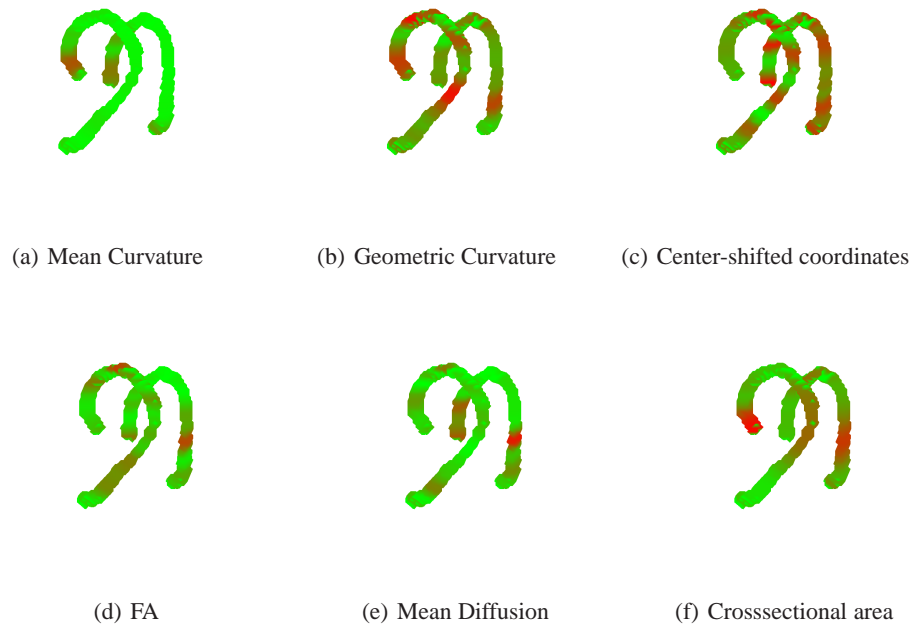 (a) Mean Curvature
(b) Geometric Curvature
(c) Center-shifted coordinates
(d) FA
(e) Mean Diffusion
(f) Crosssectional area